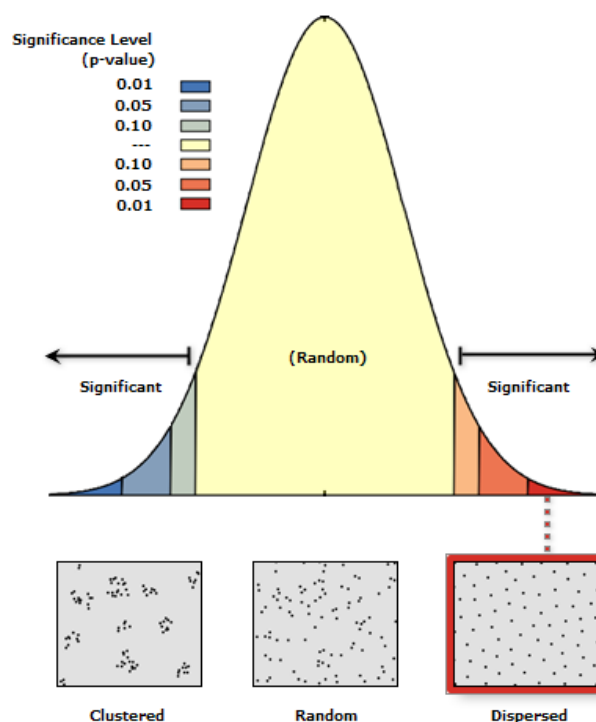 Significance Level
(p-value)
0.01
0.05
0.10
---
0.10
0.05
0.01
(Random)
Significant
Significant
Clustered
Random
Dispersed